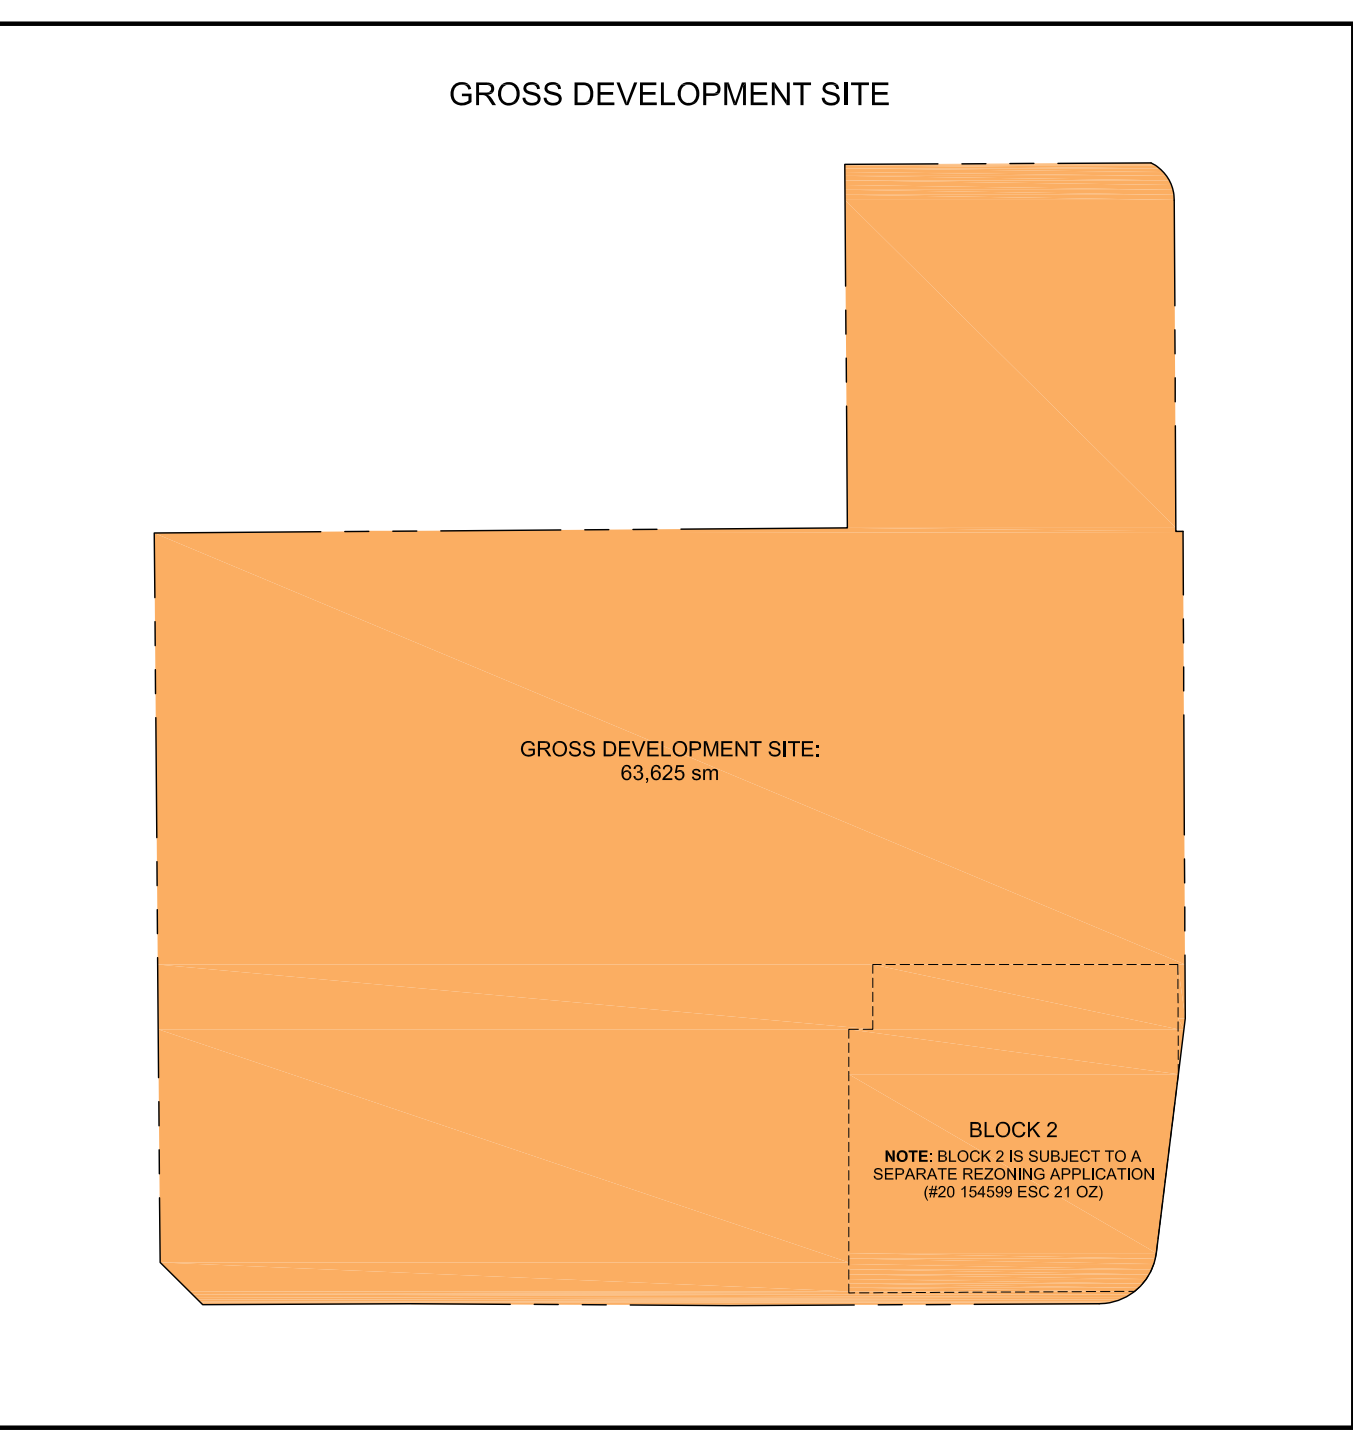 GROSS DEVELOPMENT SITE
GROSS DEVELOPMENT SITE:
63,625 sm
BLOCK 2
NOTE: BLOCK 2 IS SUBJECT TO A
SEPARATE REZONING APPLICATION
(#20 154599 ESC 21 OZ)